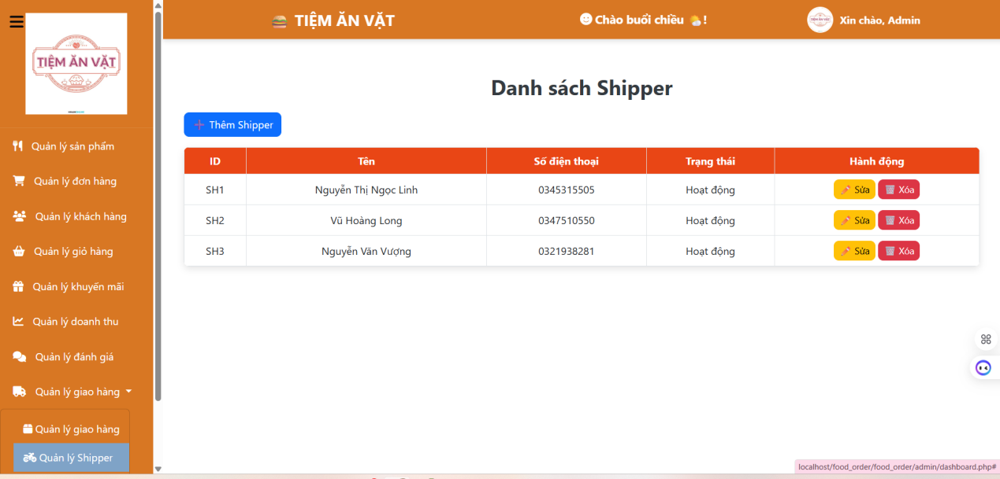 TIỆM ĂN VẶT
Chào buổi chiều !
Xin chào, Admin
TIỆM ĂN VẶT
Quản lý sản phẩm
Quản lý đơn hàng
Quản lý khách hàng
Quản lý giỏ hàng
Quản lý khuyến mãi
Quản lý doanh thu
Quản lý đánh giá
Quản lý giao hàng
Quản lý giao hàng
Quản lý Shipper
Danh sách Shipper
Thêm Shipper
ID Tên Số điện thoại Trạng thái Hành động
SH1 Nguyễn Thị Ngọc Linh 0345315505 Hoạt động Sửa Xóa
SH2 Vũ Hoàng Long 0347510550 Hoạt động Sửa Xóa
SH3 Nguyễn Văn Vượng 0321938281 Hoạt động Sửa Xóa
localhost/food_order/food_order/admin/dashboard.php#